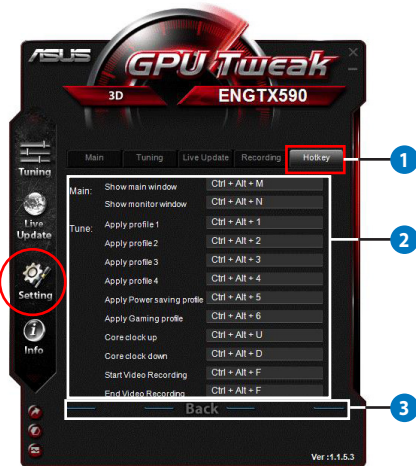 ASUS
GPU Tweak
3D ENGTX590
Main Tuning Live Update Recording Hotkey
1
Tuning
Live
Update
Setting
Info
Main: Show main window Ctrl + Alt + M
Show monitor window Ctrl + Alt + N
Tune: Apply profile 1 Ctrl + Alt + 1
Apply profile 2 Ctrl + Alt + 2
Apply profile 3 Ctrl + Alt + 3
Apply profile 4 Ctrl + Alt + 4
Apply Power saving profile Ctrl + Alt + 5
Apply Gaming profile Ctrl + Alt + 6
Core clock up Ctrl + Alt + U
Core clock down Ctrl + Alt + D
Start Video Recording Ctrl + Alt + F
End Video Recording Ctrl + Alt + F
2
Back
3
Ver :1.1.5.3